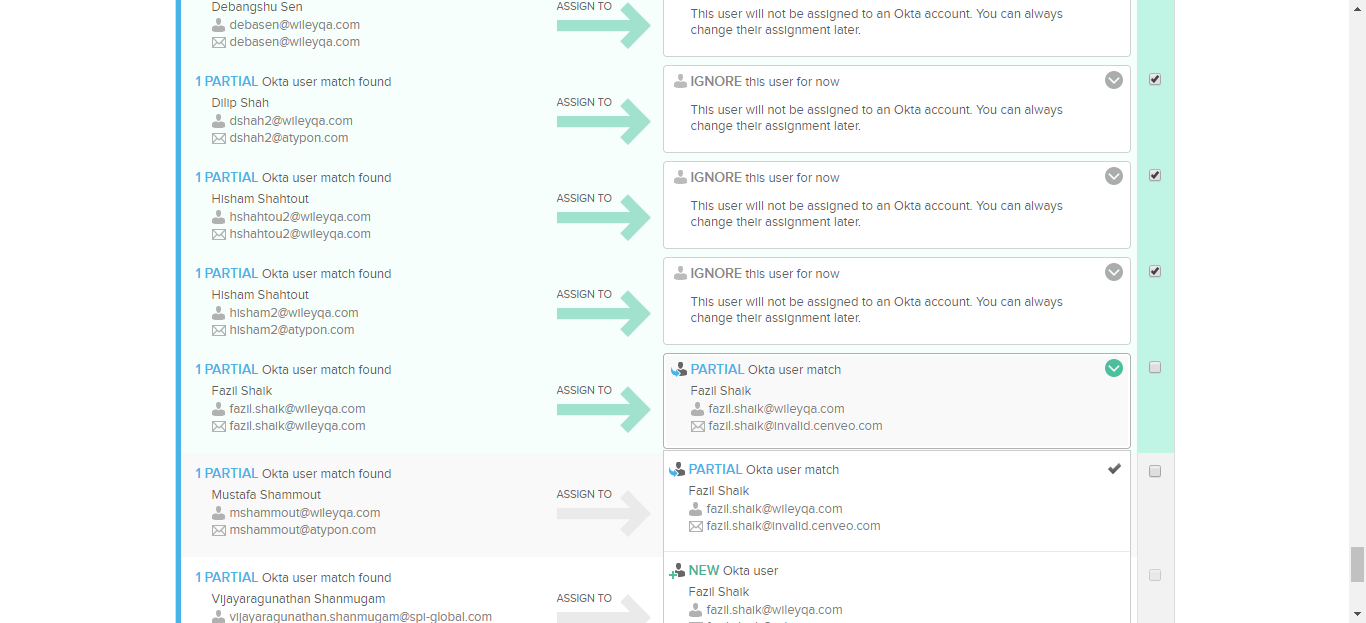 Debangshu Sen
debasen@wileyqa.com
debasen@wileyqa.com
ASSIGN TO
This user will not be assigned to an Okta account. You can always
change their assignment later.
1 PARTIAL Okta user match found
Dilip Shah
dshah2@wileyqa.com
dshah2@atypon.com
ASSIGN TO
IGNORE this user for now
This user will not be assigned to an Okta account. You can always
change their assignment later.
1 PARTIAL Okta user match found
Hisham Shahtout
hshahtou2@wileyqa.com
hshahtou2@wileyqa.com
ASSIGN TO
IGNORE this user for now
This user will not be assigned to an Okta account. You can always
change their assignment later.
1 PARTIAL Okta user match found
Hisham Shahtout
hisham2@wileyqa.com
hisham2@atypon.com
ASSIGN TO
IGNORE this user for now
This user will not be assigned to an Okta account. You can always
change their assignment later.
1 PARTIAL Okta user match found
Fazil Shaik
fazil.shaik@wileyqa.com
fazil.shaik@wileyqa.com
ASSIGN TO
PARTIAL Okta user match
Fazil Shaik
fazil.shaik@wileyqa.com
fazil.shaik@invalid.cenveo.com
1 PARTIAL Okta user match found
Mustafa Shammout
mshammout@wileyqa.com
mshammout@atypon.com
ASSIGN TO
PARTIAL Okta user match
Fazil Shaik
fazil.shaik@wileyqa.com
fazil.shaik@invalid.cenveo.com
1 PARTIAL Okta user match found
Vijayaragunathan Shanmugam
vijayaragunathan.shanmugam@spi-global.com
ASSIGN TO
NEW Okta user
Fazil Shaik
fazil.shaik@wileyqa.com